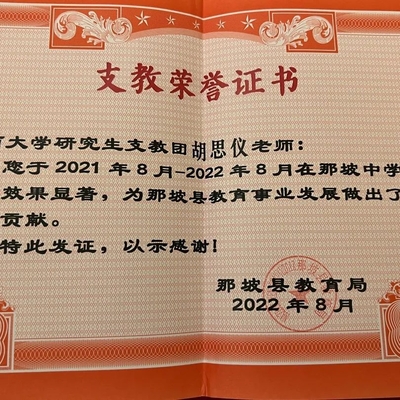 支教荣誉证书
大学研究生支教团胡思仪老师：
您于 2021 年 8 月-2022 年 8 月在那坡中学
效果显著，为那坡县教育事业发展做出了
贡献。
特此发证，以示感谢！
那坡县教育局
2022 年 8 月